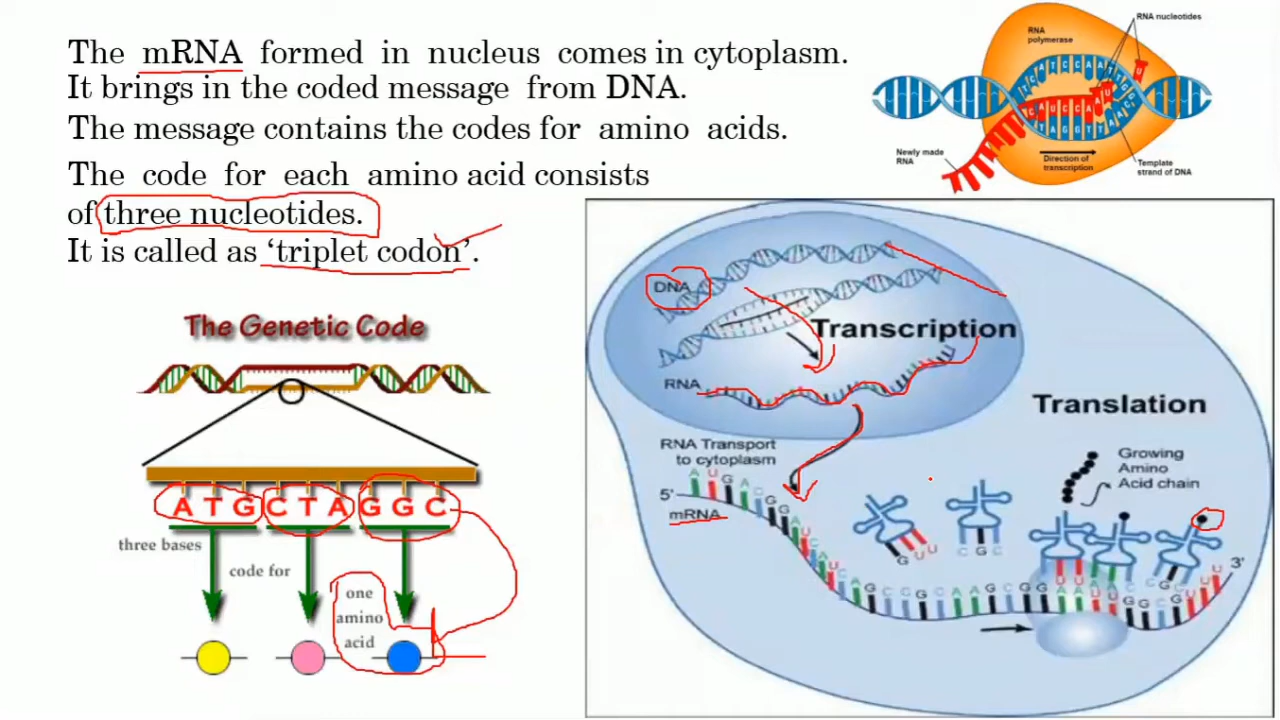 The mRNA formed in nucleus comes in cytoplasm.
It brings in the coded message from DNA.
The message contains the codes for amino acids.
The code for each amino acid consists
of three nucleotides.
It is called as ‘triplet codon’.
RNA nucleotides
RNA
polymerase
Newly made
RNA
Direction of
transcription
Template
strand of DNA
The Genetic Code
A T G C T A G G C
three bases
code for
one
amino
acid
DNA
Transcription
RNA
Translation
RNA Transport
to cytoplasm
Growing
Amino
Acid chain
5'
mRNA
3'